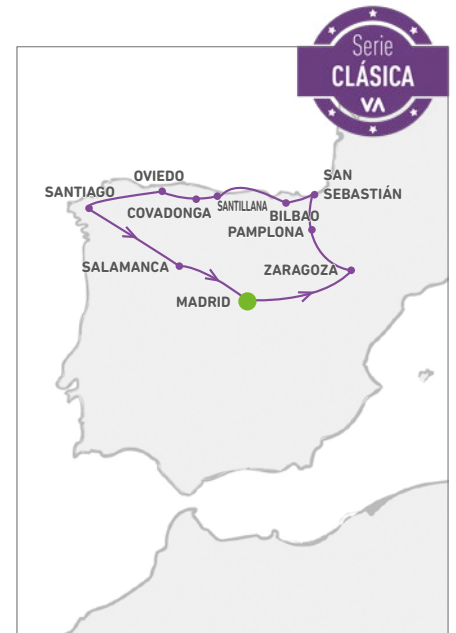 Serie
CLÁSICA
VA
SAN
SEBASTIÁN
OVIEDO
SANTIAGO
COVADONGA
SANTILLANA
BILBAO
PAMPLONA
SALAMANCA
ZARAGOZA
MADRID